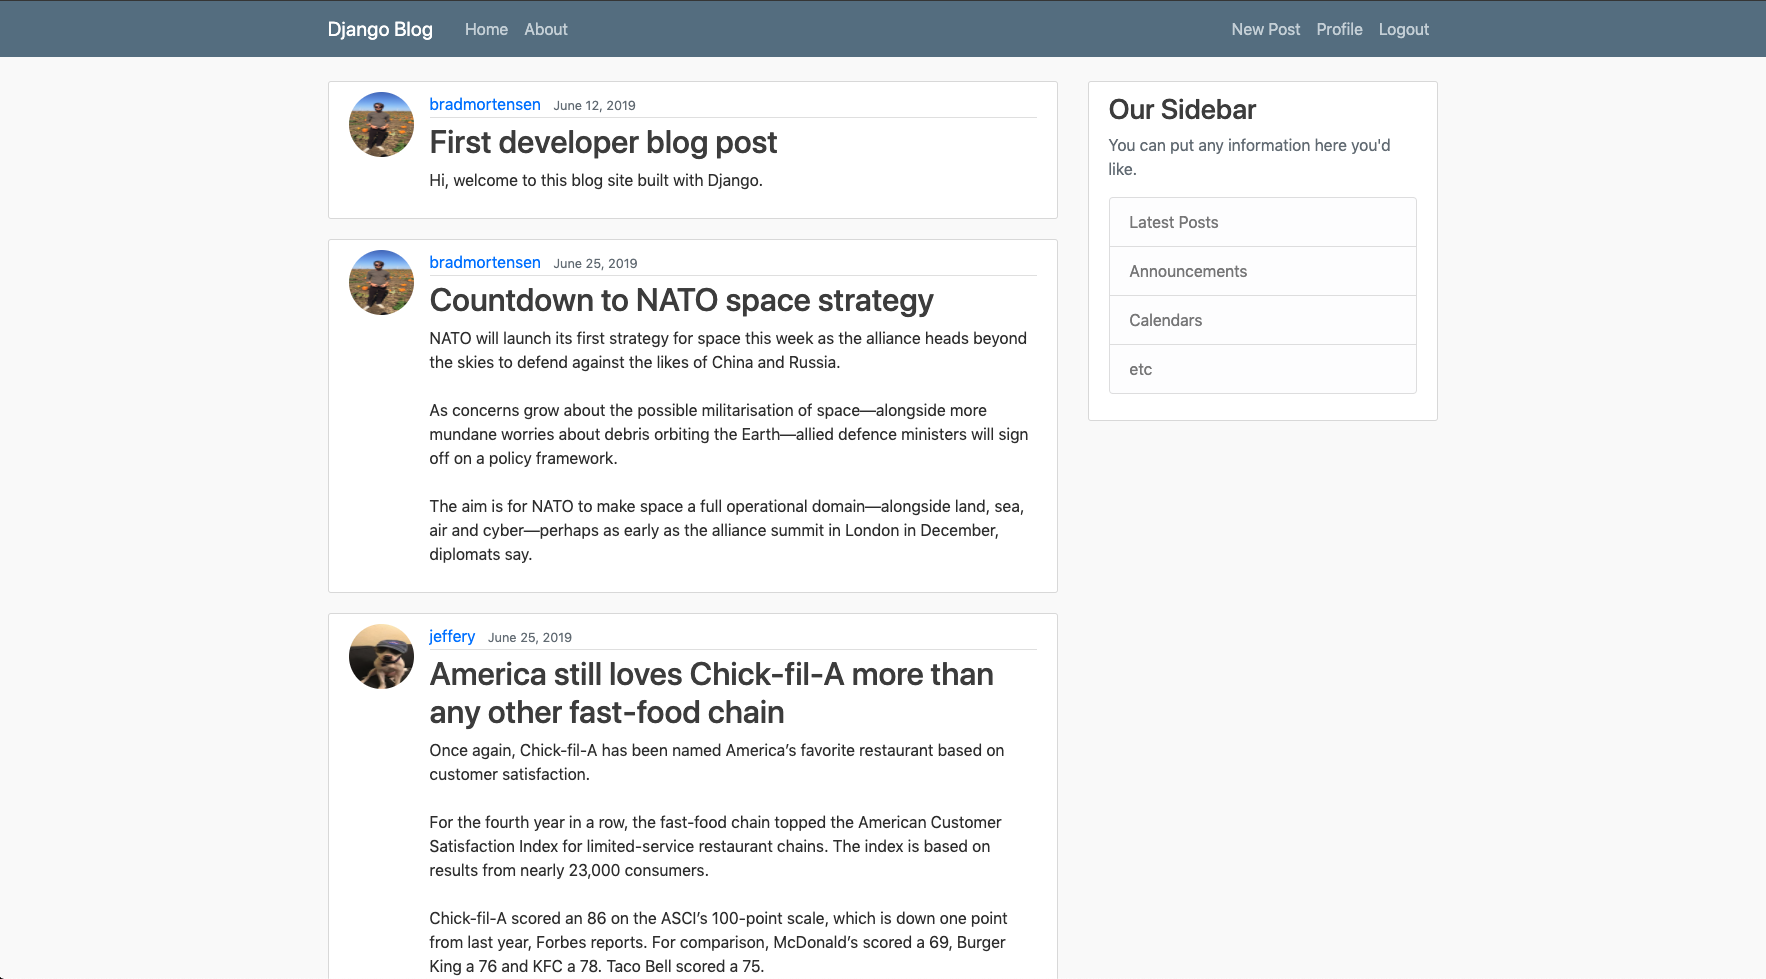 Django Blog Home About New Post Profile Logout
bradmortensen June 12, 2019
First developer blog post
Hi, welcome to this blog site built with Django.
bradmortensen June 25, 2019
Countdown to NATO space strategy
NATO will launch its first strategy for space this week as the alliance heads beyond
the skies to defend against the likes of China and Russia.
As concerns grow about the possible militarisation of space—alongside more
mundane worries about debris orbiting the Earth—allied defence ministers will sign
off on a policy framework.
The aim is for NATO to make space a full operational domain—alongside land, sea,
air and cyber—perhaps as early as the alliance summit in London in December,
diplomats say.
jeffery June 25, 2019
America still loves Chick-fil-A more than
any other fast-food chain
Once again, Chick-fil-A has been named America’s favorite restaurant based on
customer satisfaction.
For the fourth year in a row, the fast-food chain topped the American Customer
Satisfaction Index for limited-service restaurant chains. The index is based on
results from nearly 23,000 consumers.
Chick-fil-A scored an 86 on the ASCI’s 100-point scale, which is down one point
from last year, Forbes reports. For comparison, McDonald’s scored a 69, Burger
King a 76 and KFC a 78. Taco Bell scored a 75.
Our Sidebar
You can put any information here you'd
like.
Latest Posts
Announcements
Calendars
etc